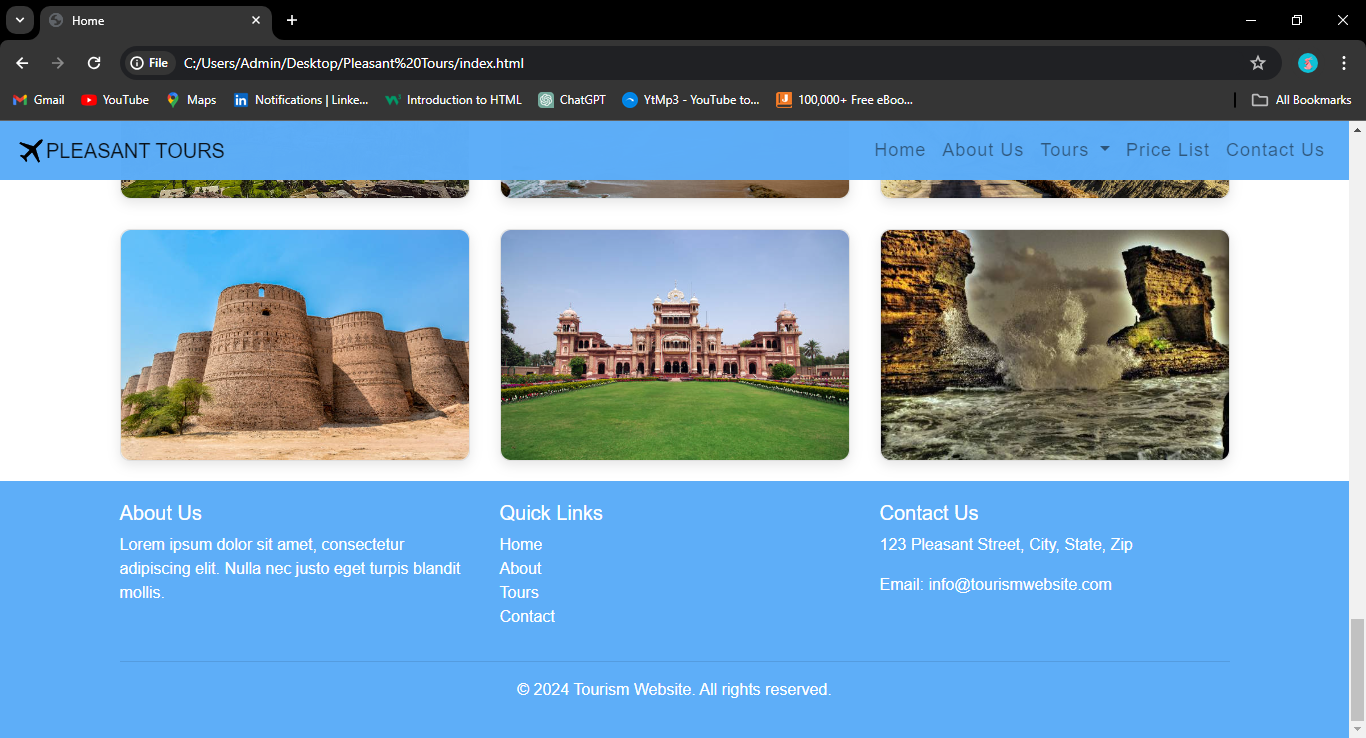 Home
File C:/Users/Admin/Desktop/Pleasant%20Tours/index.html
Gmail YouTube Maps Notifications | Linke... Introduction to HTML ChatGPT YtMp3 - YouTube to... 100,000+ Free eBoo... All Bookmarks
PLEASANT TOURS Home About Us Tours Price List Contact Us
About Us
Lorem ipsum dolor sit amet, consectetur
adipiscing elit. Nulla nec justo eget turpis blandit
mollis.
Quick Links
Home
About
Tours
Contact
Contact Us
123 Pleasant Street, City, State, Zip
Email: info@tourismwebsite.com
© 2024 Tourism Website. All rights reserved.